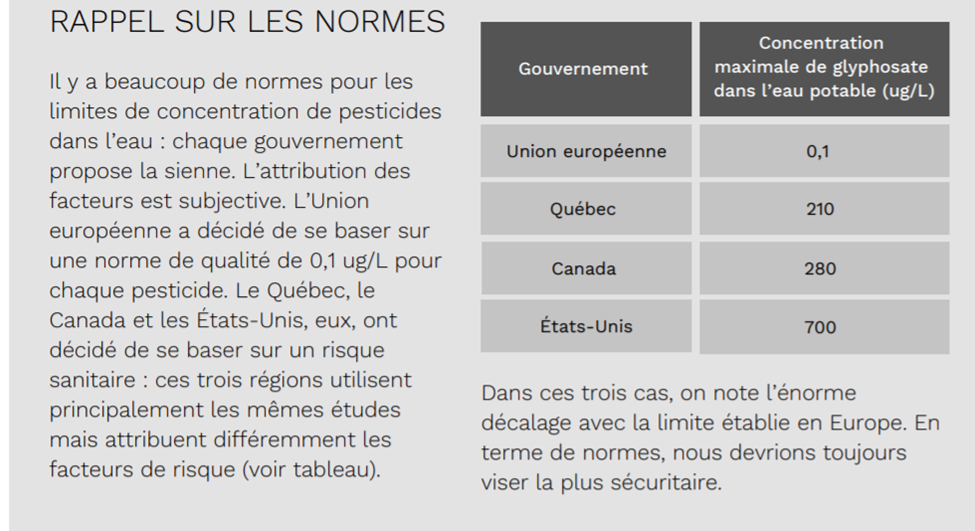 RAPPEL SUR LES NORMES
Il y a beaucoup de normes pour les
limites de concentration de pesticides
dans l’eau : chaque gouvernement
propose la sienne. L’attribution des
facteurs est subjective. L’Union
européenne a décidé de se baser sur
une norme de qualité de 0,1 ug/L pour
chaque pesticide. Le Québec, le
Canada et les États-Unis, eux, ont
décidé de se baser sur un risque
sanitaire : ces trois régions utilisent
principalement les mêmes études
mais attribuent différemment les
facteurs de risque (voir tableau).
Gouvernement
Concentration
maximale de glyphosate
dans l’eau potable (ug/L)
Union européenne 0,1
Québec 210
Canada 280
États-Unis 700
Dans ces trois cas, on note l’énorme
décalage avec la limite établie en Europe. En
terme de normes, nous devrions toujours
viser la plus sécuritaire.